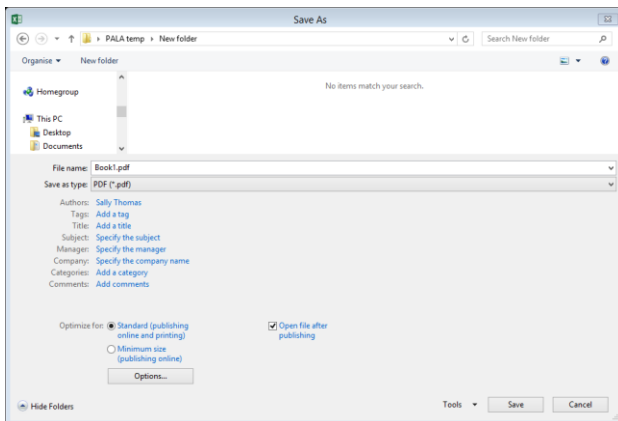 Save As
PALA temp New folder
Search New folder
Organise New folder
Homegroup
No items match your search.
This PC
Desktop
Documents
File name: Book1.pdf
Save as type: PDF (*.pdf)
Authors: Sally Thomas
Tags: Add a tag
Title: Add a title
Subject: Specify the subject
Manager: Specify the manager
Company: Specify the company name
Categories: Add a category
Comments: Add comments
Optimize for: Standard (publishing
online and printing)
Minimum size
(publishing online)
Open file after
publishing
Options...
Hide Folders
Tools Save Cancel